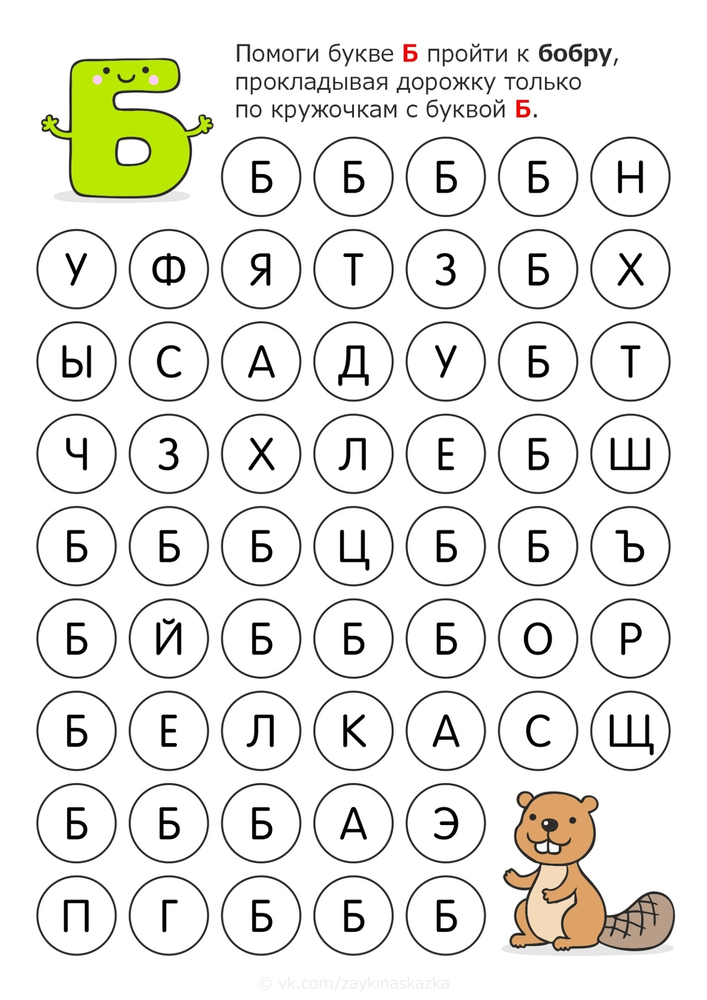 Помоги букве Б пройти к бобру,
прокладывая дорожку только
по кружочкам с буквой Б.
Б Б Б Б Н
У Ф Я Т З Б Х
Ы С А Д У Б Т
Ч З Х Л Е Б Ш
Б Б Б Ц Б Б Ъ
Б Й Б Б Б О Р
Б Е Л К А С Щ
Б Б Б А Э
П Г Б Б Б
© vk.com/zaykinaskazka